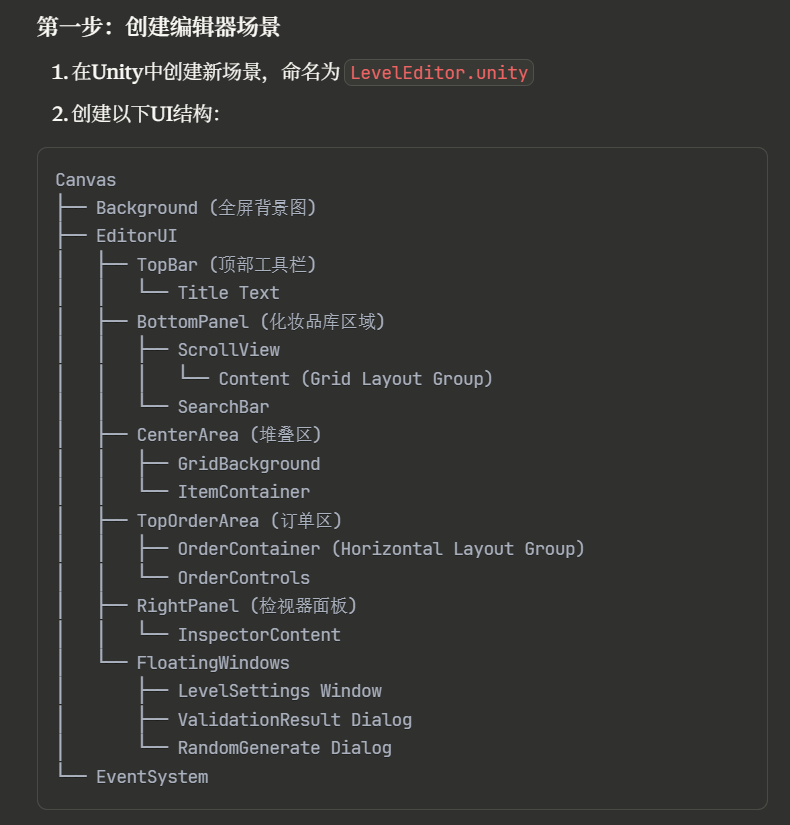 第一步：创建编辑器场景
1. 在Unity中创建新场景，命名为 LevelEditor.unity
2. 创建以下UI结构：
Canvas
├── Background (全屏背景图)
├── EditorUI
│   ├── TopBar (顶部工具栏)
│   │   └── Title Text
│   ├── BottomPanel (化妆品库区域)
│   │   ├── ScrollView
│   │   │   └── Content (Grid Layout Group)
│   │   └── SearchBar
│   ├── CenterArea (堆叠区)
│   │   ├── GridBackground
│   │   └── ItemContainer
│   ├── TopOrderArea (订单区)
│   │   ├── OrderContainer (Horizontal Layout Group)
│   │   └── OrderControls
│   ├── RightPanel (检视器面板)
│   │   └── InspectorContent
│   └── FloatingWindows
│       ├── LevelSettings Window
│       ├── ValidationResult Dialog
│       └── RandomGenerate Dialog
└── EventSystem